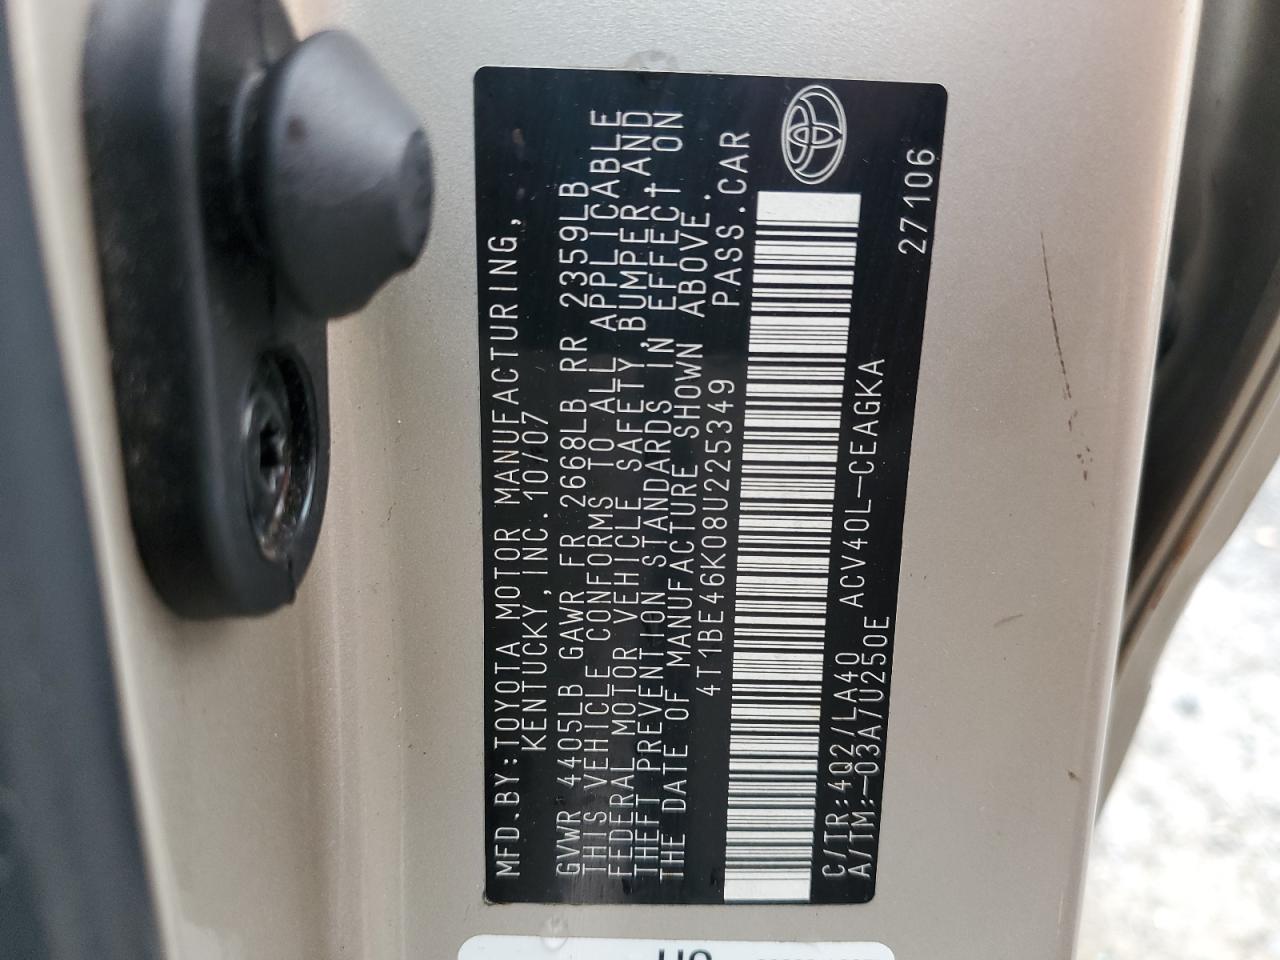 MFD.BY:TOYOTA MOTOR MANUFACTURING,
KENTUCKY,INC.10/07
GVWR 4405LB GAWR FR 2668LB RR 2359LB
THIS VEHICLE CONFORMS TO ALL APPLICABLE
FEDERAL MOTOR VEHICLE SAFETY,BUMPER,AND
THEFT PREVENTION STANDARDS IN EFFECT ON
THE DATE OF MANUFACTURE SHOWN ABOVE.
4T1BE46K08U225349 PASS.CAR
C/TR:4Q2/LA40 ACV40L-CEAGKA
A/TM:-03A/U250E
27106